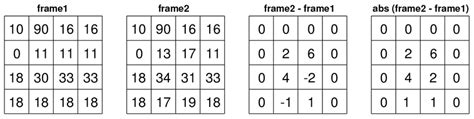 frame1 frame2 frame2 - frame1 abs (frame2 - frame1)
10 90 16 16 10 90 16 16 0 0 0 0 0 0 0 0
0 11 11 11 0 13 17 11 0 2 6 0 0 2 6 0
18 30 33 33 18 34 31 33 0 4 -2 0 0 4 2 0
18 18 18 18 18 17 19 18 0 -1 1 0 0 1 1 0